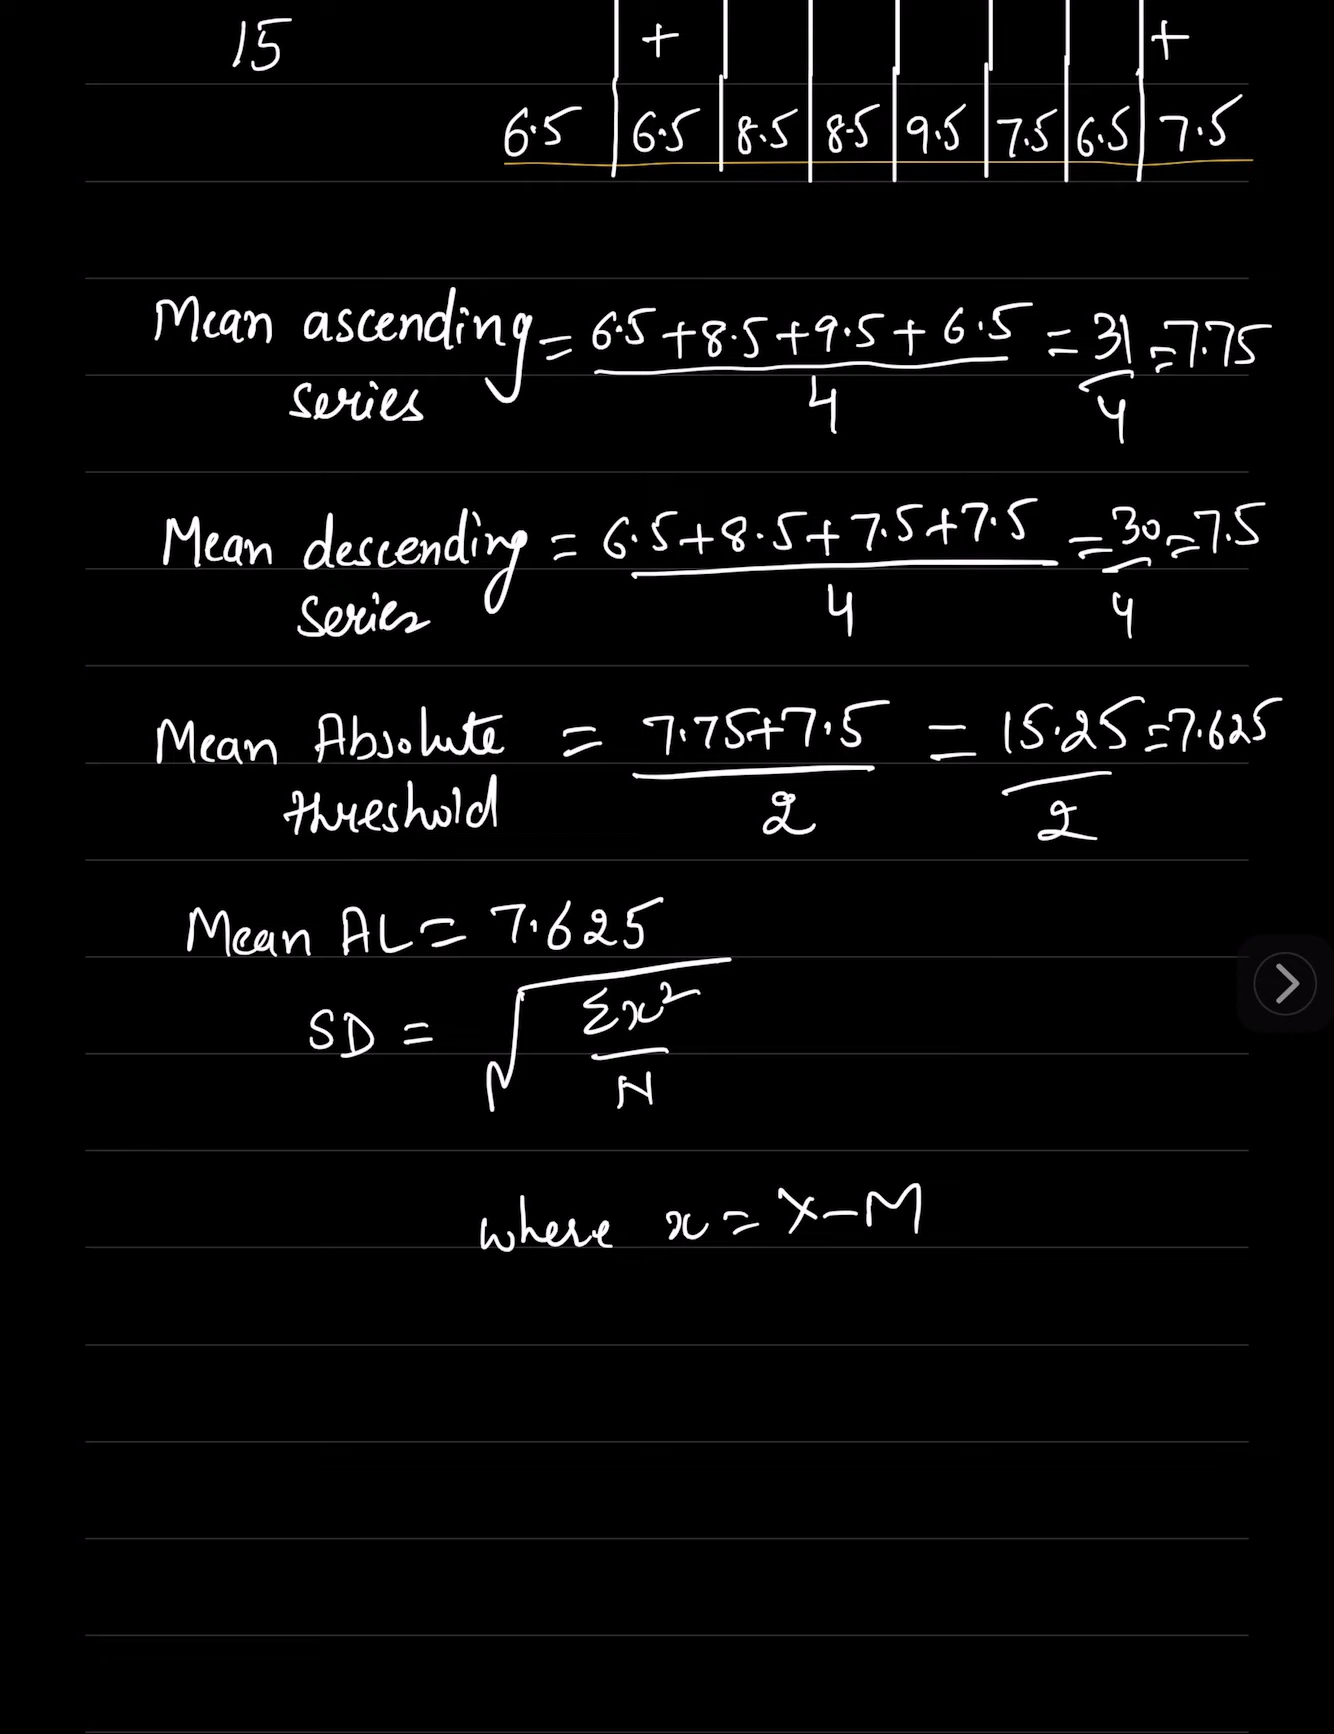 15 + +
6.5 | 6.5 | 8.5 | 8.5 | 9.5 | 7.5 | 6.5 | 7.5
Mean ascending series = 6.5+8.5+9.5+6.5 / 4 = 31 / 4 = 7.75
Mean descending series = 6.5+8.5+7.5+7.5 / 4 = 30 / 4 = 7.5
Mean Absolute threshold = 7.75+7.5 / 2 = 15.25 / 2 = 7.625
Mean AL = 7.625
SD = √(Σx² / N)
where x = X-M